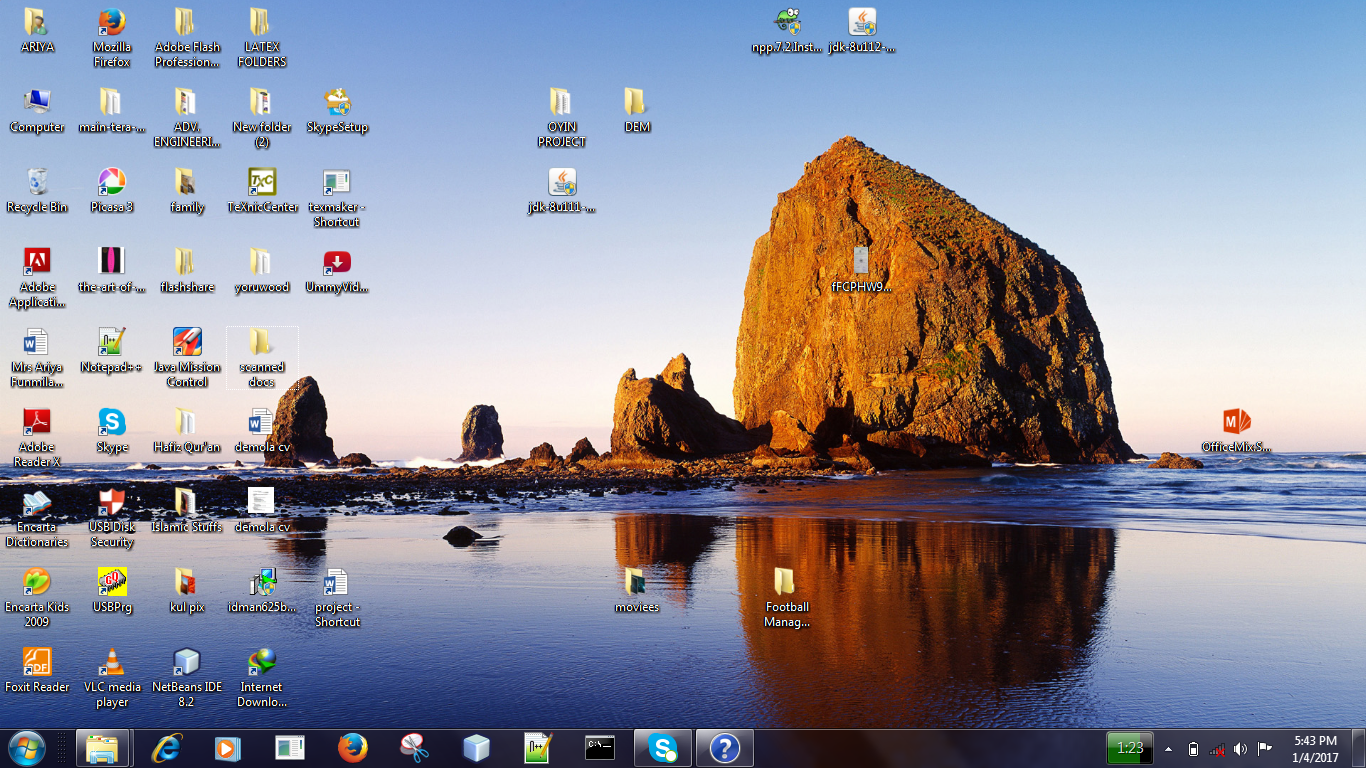 ARIYA
Mozilla
Firefox
Adobe Flash
Profession...
LATEX
FOLDERS
npp.7.2.Inst...
jdk-8u112-...
Computer
main-tera-...
ADV.
ENGINEERI...
New folder
(2)
SkypeSetup
OYIN
PROJECT
DEM
Recycle Bin
Picasa 3
family
TXC
TeXnicCenter
texmaker -
Shortcut
jdk-8u111-...
Adobe
Applicati...
the-art-of-...
flashshare
yoruwood
UmmyVid...
fFCPHW9...
Mrs Ariya
Funmila...
Notepad++
Java Mission
Control
scanned
docs
Adobe
Reader X
Skype
Hafiz Qur'an
demola cv
OfficeMix.S...
Encarta
Dictionaries
USB Disk
Security
Islamic Stuffs
demola cv
Encarta Kids
2009
USBPrg
kul pix
idman625b...
project -
Shortcut
moviees
Football
Manag...
Foxit Reader
VLC media
player
NetBeans IDE
8.2
Internet
Downlo...
1:23
5:43 PM
1/4/2017